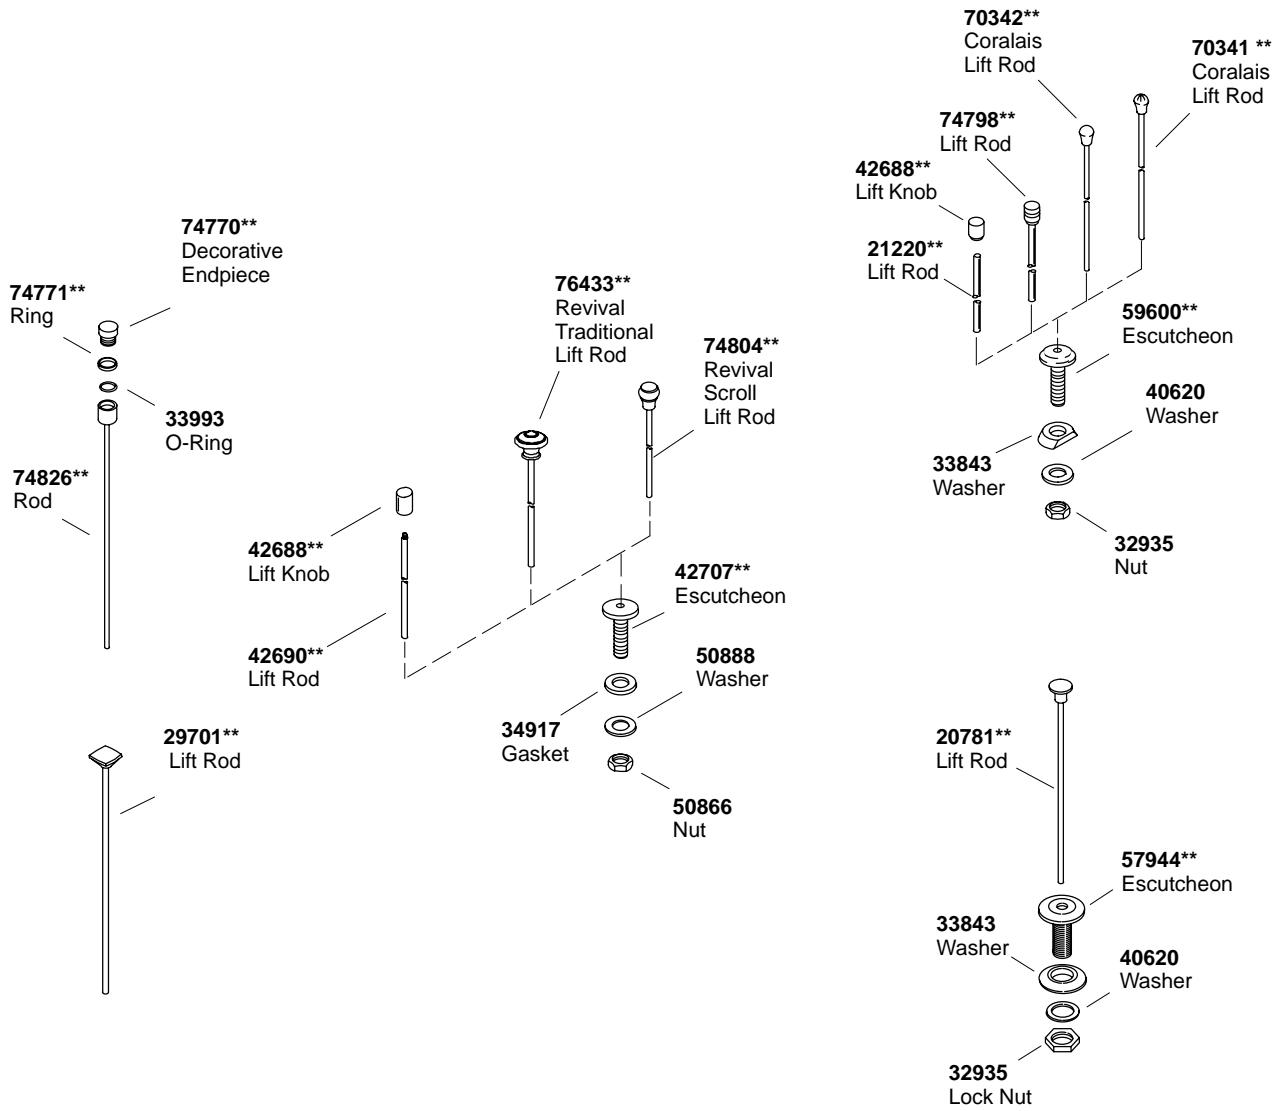 70342**
Coralais
Lift Rod
70341 **
Coralais
Lift Rod
74798**
Lift Rod
42688**
Lift Knob
21220**
Lift Rod
59600**
Escutcheon
40620
Washer
33843
Washer
32935
Nut
74770**
Decorative
Endpiece
74771**
Ring
33993
O-Ring
74826**
Rod
76433**
Revival
Traditional
Lift Rod
74804**
Revival
Scroll
Lift Rod
42688**
Lift Knob
42690**
Lift Rod
42707**
Escutcheon
50888
Washer
34917
Gasket
50866
Nut
29701**
Lift Rod
20781**
Lift Rod
57944**
Escutcheon
33843
Washer
40620
Washer
32935
Lock Nut